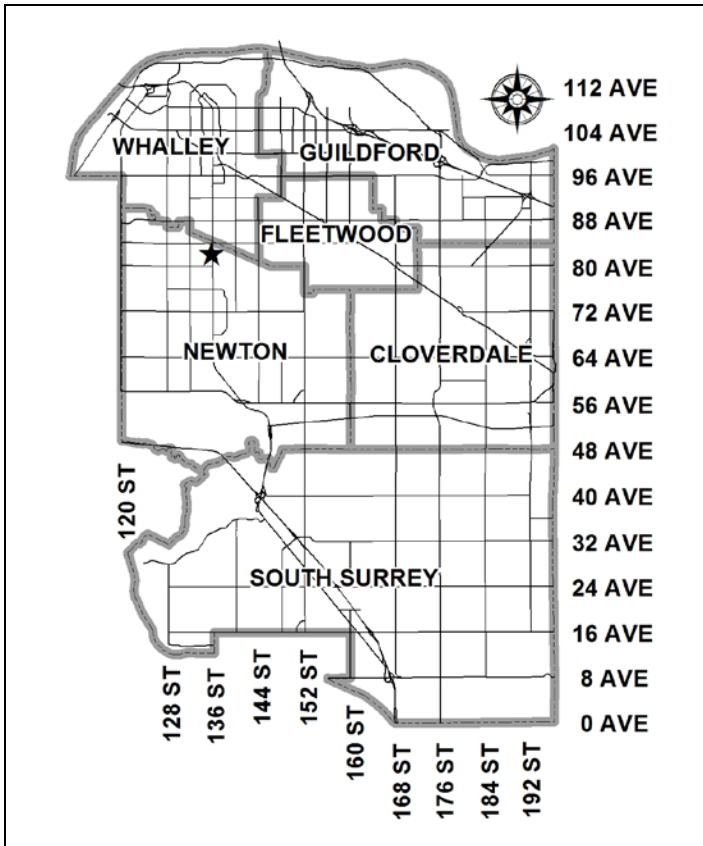 112 AVE
104 AVE
WHALLEY
GUILDFORD
96 AVE
88 AVE
FLEETWOOD
80 AVE
72 AVE
NEWTON
CLOVERDALE
64 AVE
56 AVE
48 AVE
120 ST
40 AVE
32 AVE
SOUTH SURREY
24 AVE
16 AVE
8 AVE
0 AVE
128 ST
136 ST
144 ST
152 ST
160 ST
168 ST
176 ST
184 ST
192 ST